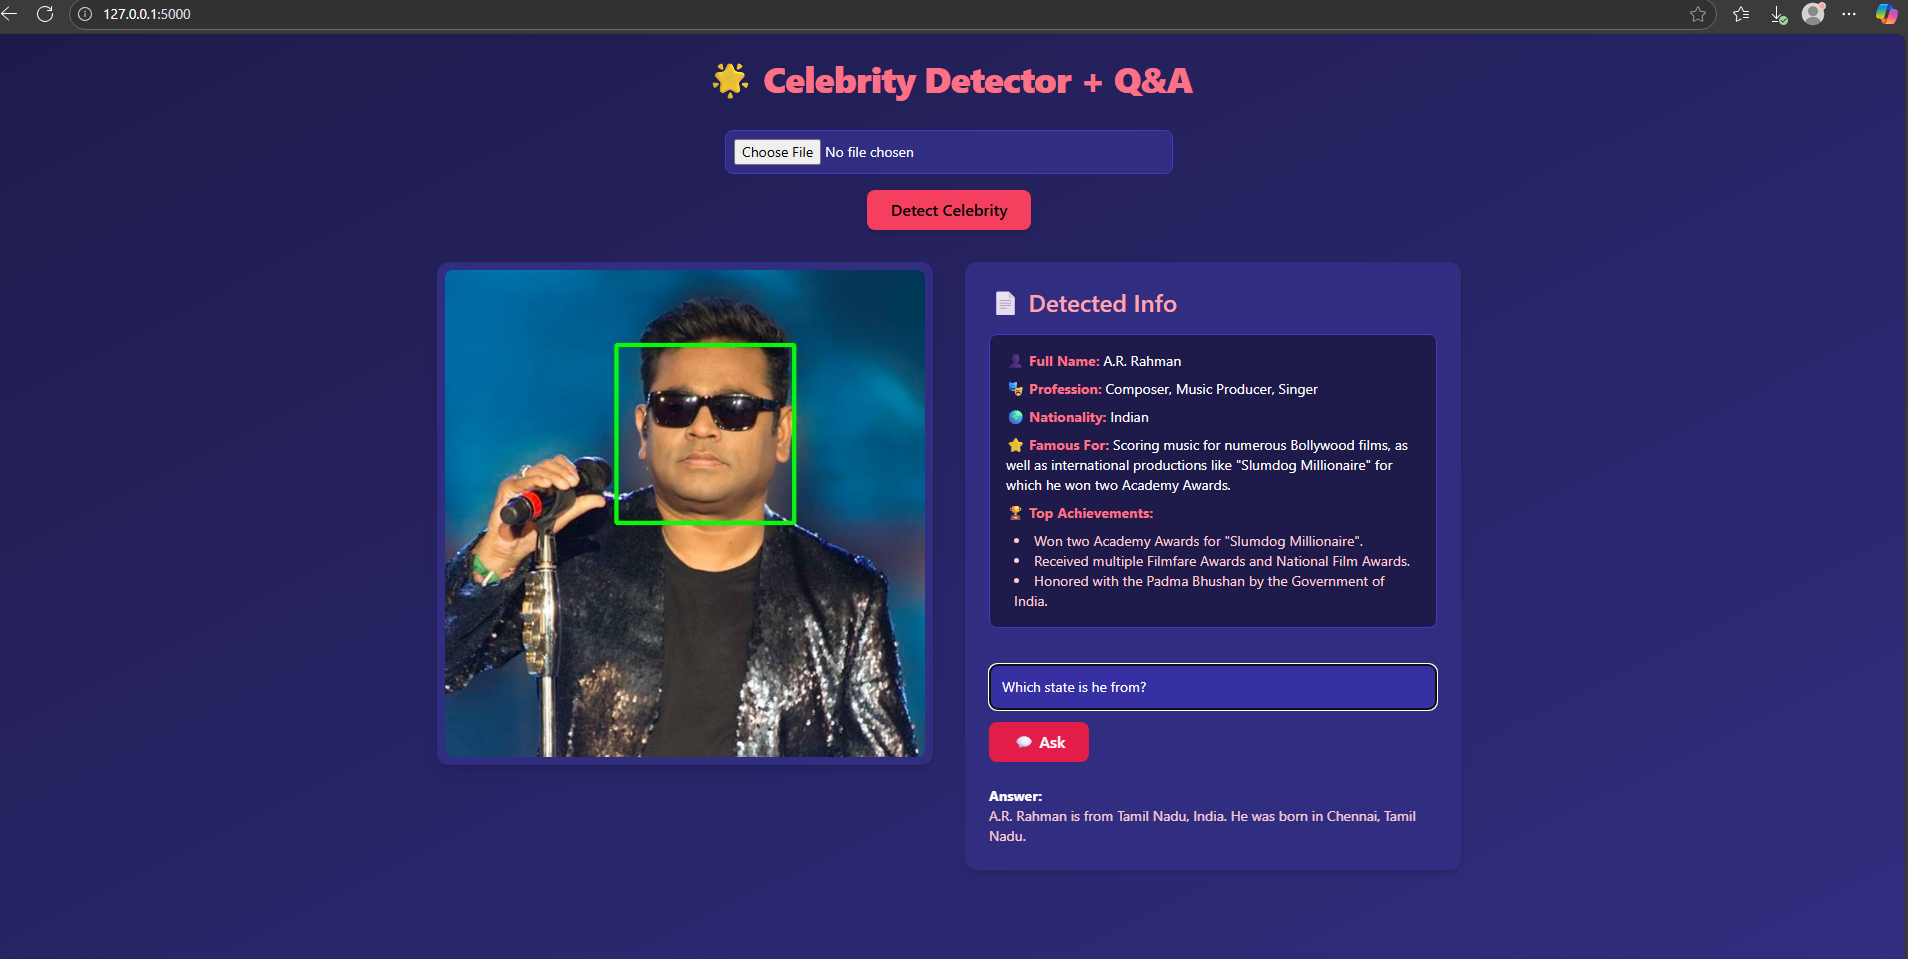 127.0.0.1:5000
Celebrity Detector + Q&A
Choose File No file chosen
Detect Celebrity
Detected Info
Full Name: A.R. Rahman
Profession: Composer, Music Producer, Singer
Nationality: Indian
Famous For: Scoring music for numerous Bollywood films, as
well as international productions like "Slumdog Millionaire" for
which he won two Academy Awards.
Top Achievements:
• Won two Academy Awards for "Slumdog Millionaire".
• Received multiple Filmfare Awards and National Film Awards.
• Honored with the Padma Bhushan by the Government of
India.
Which state is he from?
Ask
Answer:
A.R. Rahman is from Tamil Nadu, India. He was born in Chennai, Tamil
Nadu.